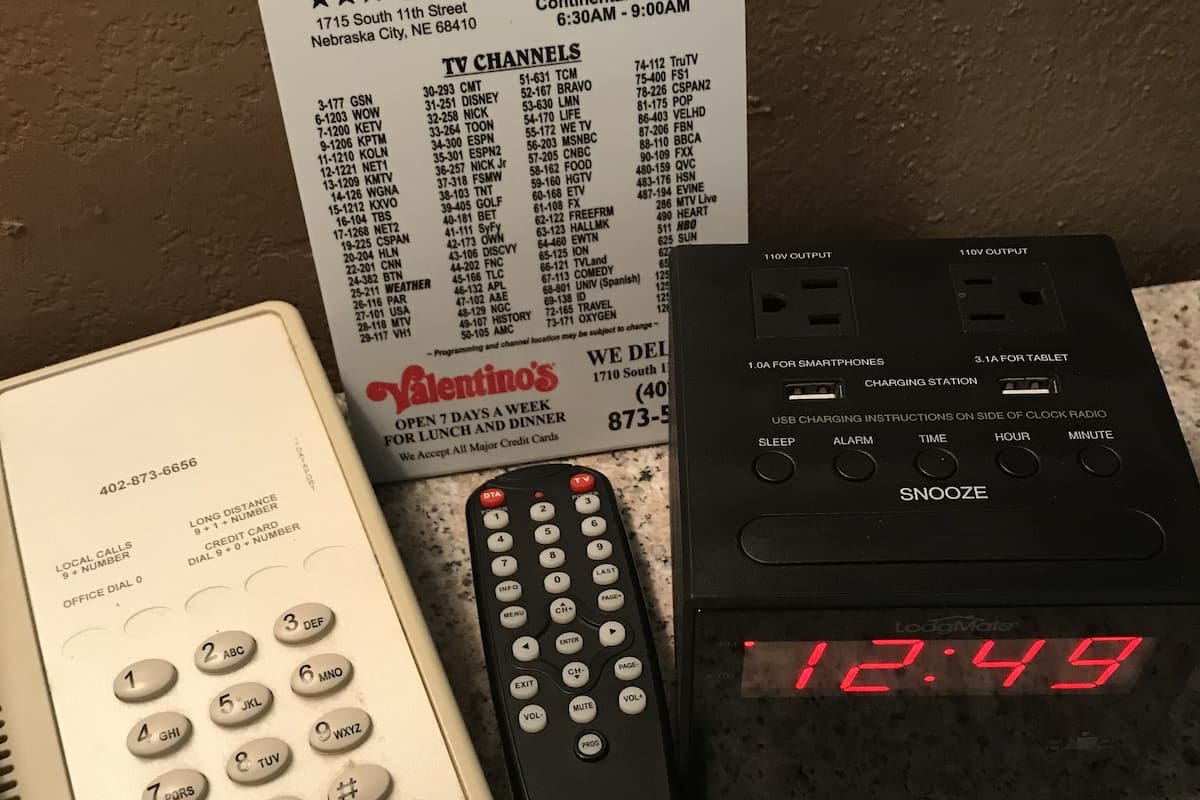 1715 South 11th Street
Nebraska City, NE 68410
6:30AM - 9:00AM
TV CHANNELS
3-177 GSN
6-1203 WOW
7-1200 KETV
9-1206 KPTM
11-1210 KOLN
12-1221 NET1
13-1209 KMTV
14-126 WGNA
15-1212 KXVO
16-104 TBS
17-1268 NET2
19-225 CSPAN
20-204 HLN
22-201 CNN
24-382 BTN
25-211 WEATHER
26-116 PAR
27-101 USA
28-118 MTV
29-117 VH1
30-293 CMT
31-251 DISNEY
32-258 NICK
33-264 TOON
34-300 ESPN
35-301 ESPN2
36-257 NICK Jr
37-318 FSMW
38-103 TNT
39-405 GOLF
40-181 BET
41-111 SyFy
42-173 OWN
43-106 DISCVY
44-202 FNC
45-166 TLC
46-132 APL
47-102 A&E
48-129 NGC
49-107 HISTORY
50-105 AMC
51-631 TCM
52-167 BRAVO
53-630 LMN
54-170 LIFE
55-172 WE TV
56-203 MSNBC
57-205 CNBC
58-162 FOOD
59-160 HGTV
60-168 ETV
61-108 FX
62-122 FREEFRM
63-123 HALLMK
64-460 EWTN
65-125 ION
66-121 TVLand
67-113 COMEDY
68-801 UNIV (Spanish)
69-138 ID
72-165 TRAVEL
73-171 OXYGEN
74-112 TruTV
75-400 FS1
78-226 CSPAN2
81-175 POP
86-403 VELHD
87-206 FBN
88-110 BBCA
90-109 FXX
480-159 QVC
483-176 HSN
487-194 EVINE
286 MTV Live
490 HEART
511 HBO
625 SUN
~ Programming and channel location may be subject to change ~
Valentino's
OPEN 7 DAYS A WEEK
FOR LUNCH AND DINNER
We Accept All Major Credit Cards
WE DEL
1710 South 1
(40
873-5
402-873-6656
LONG DISTANCE
9 + 1 + NUMBER
LOCAL CALLS
9 + NUMBER
CREDIT CARD
DIAL 9 + 0 + NUMBER
OFFICE DIAL 0
1
2 ABC
3 DEF
4 GHI
5 JKL
6 MNO
7 PQRS
8 TUV
9 WXYZ
#
DTA
TV
1
2
3
4
5
6
7
8
9
INFO
0
LAST
MENU
CH+
PAGE+
ENTER
EXIT
CH-
PAGE-
VOL-
MUTE
VOL+
PROG
110V OUTPUT
110V OUTPUT
1.0A FOR SMARTPHONES
3.1A FOR TABLET
CHARGING STATION
USB CHARGING INSTRUCTIONS ON SIDE OF CLOCK RADIO
SLEEP
ALARM
TIME
HOUR
MINUTE
SNOOZE
LodgMate
12:49